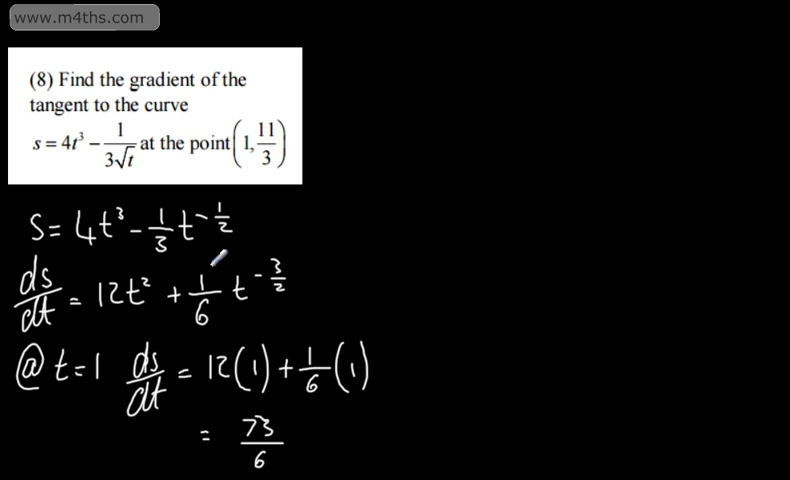 www.m4ths.com
(8) Find the gradient of the
tangent to the curve
s = 4t³ − 1/(3√t) at the point (1, 11/3)
S = 4t³ − 1/3 t^(−1/2)
ds/dt = 12t² + 1/6 t^(−3/2)
@ t = 1 ds/dt = 12(1) + 1/6 (1)
= 73/6